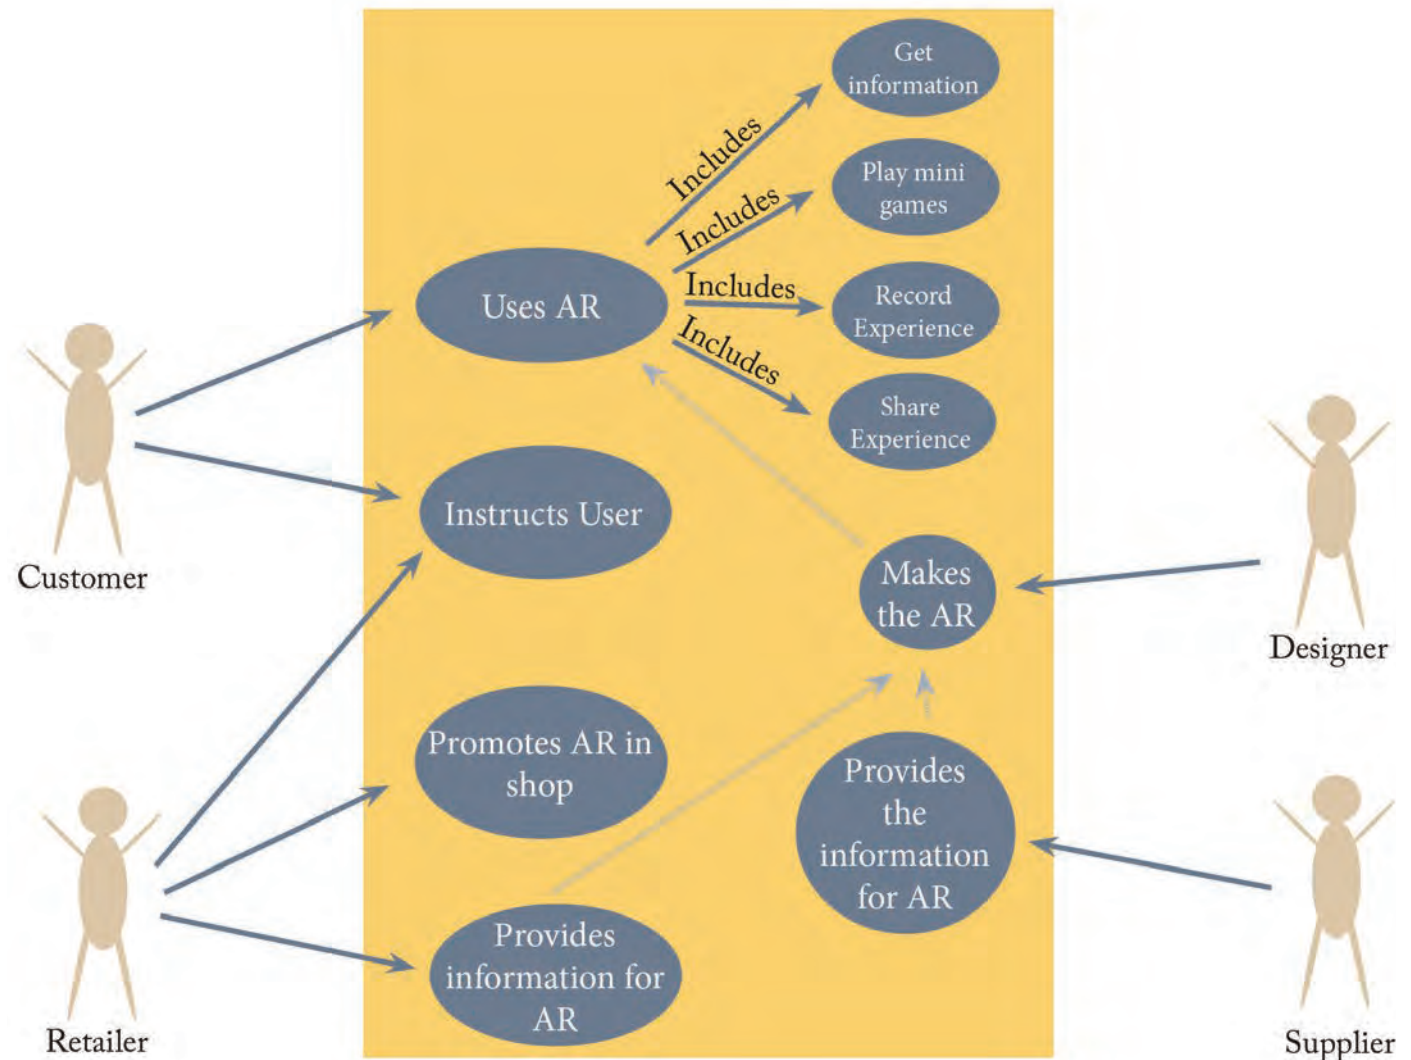 Get
information
Includes
Play mini
games
Includes
Includes
Record
Experience
Uses AR
Includes
Share
Experience
Instructs User
Customer
Makes
the AR
Designer
Promotes AR in
shop
Provides
the
information
for AR
Provides
information for
AR
Retailer
Supplier